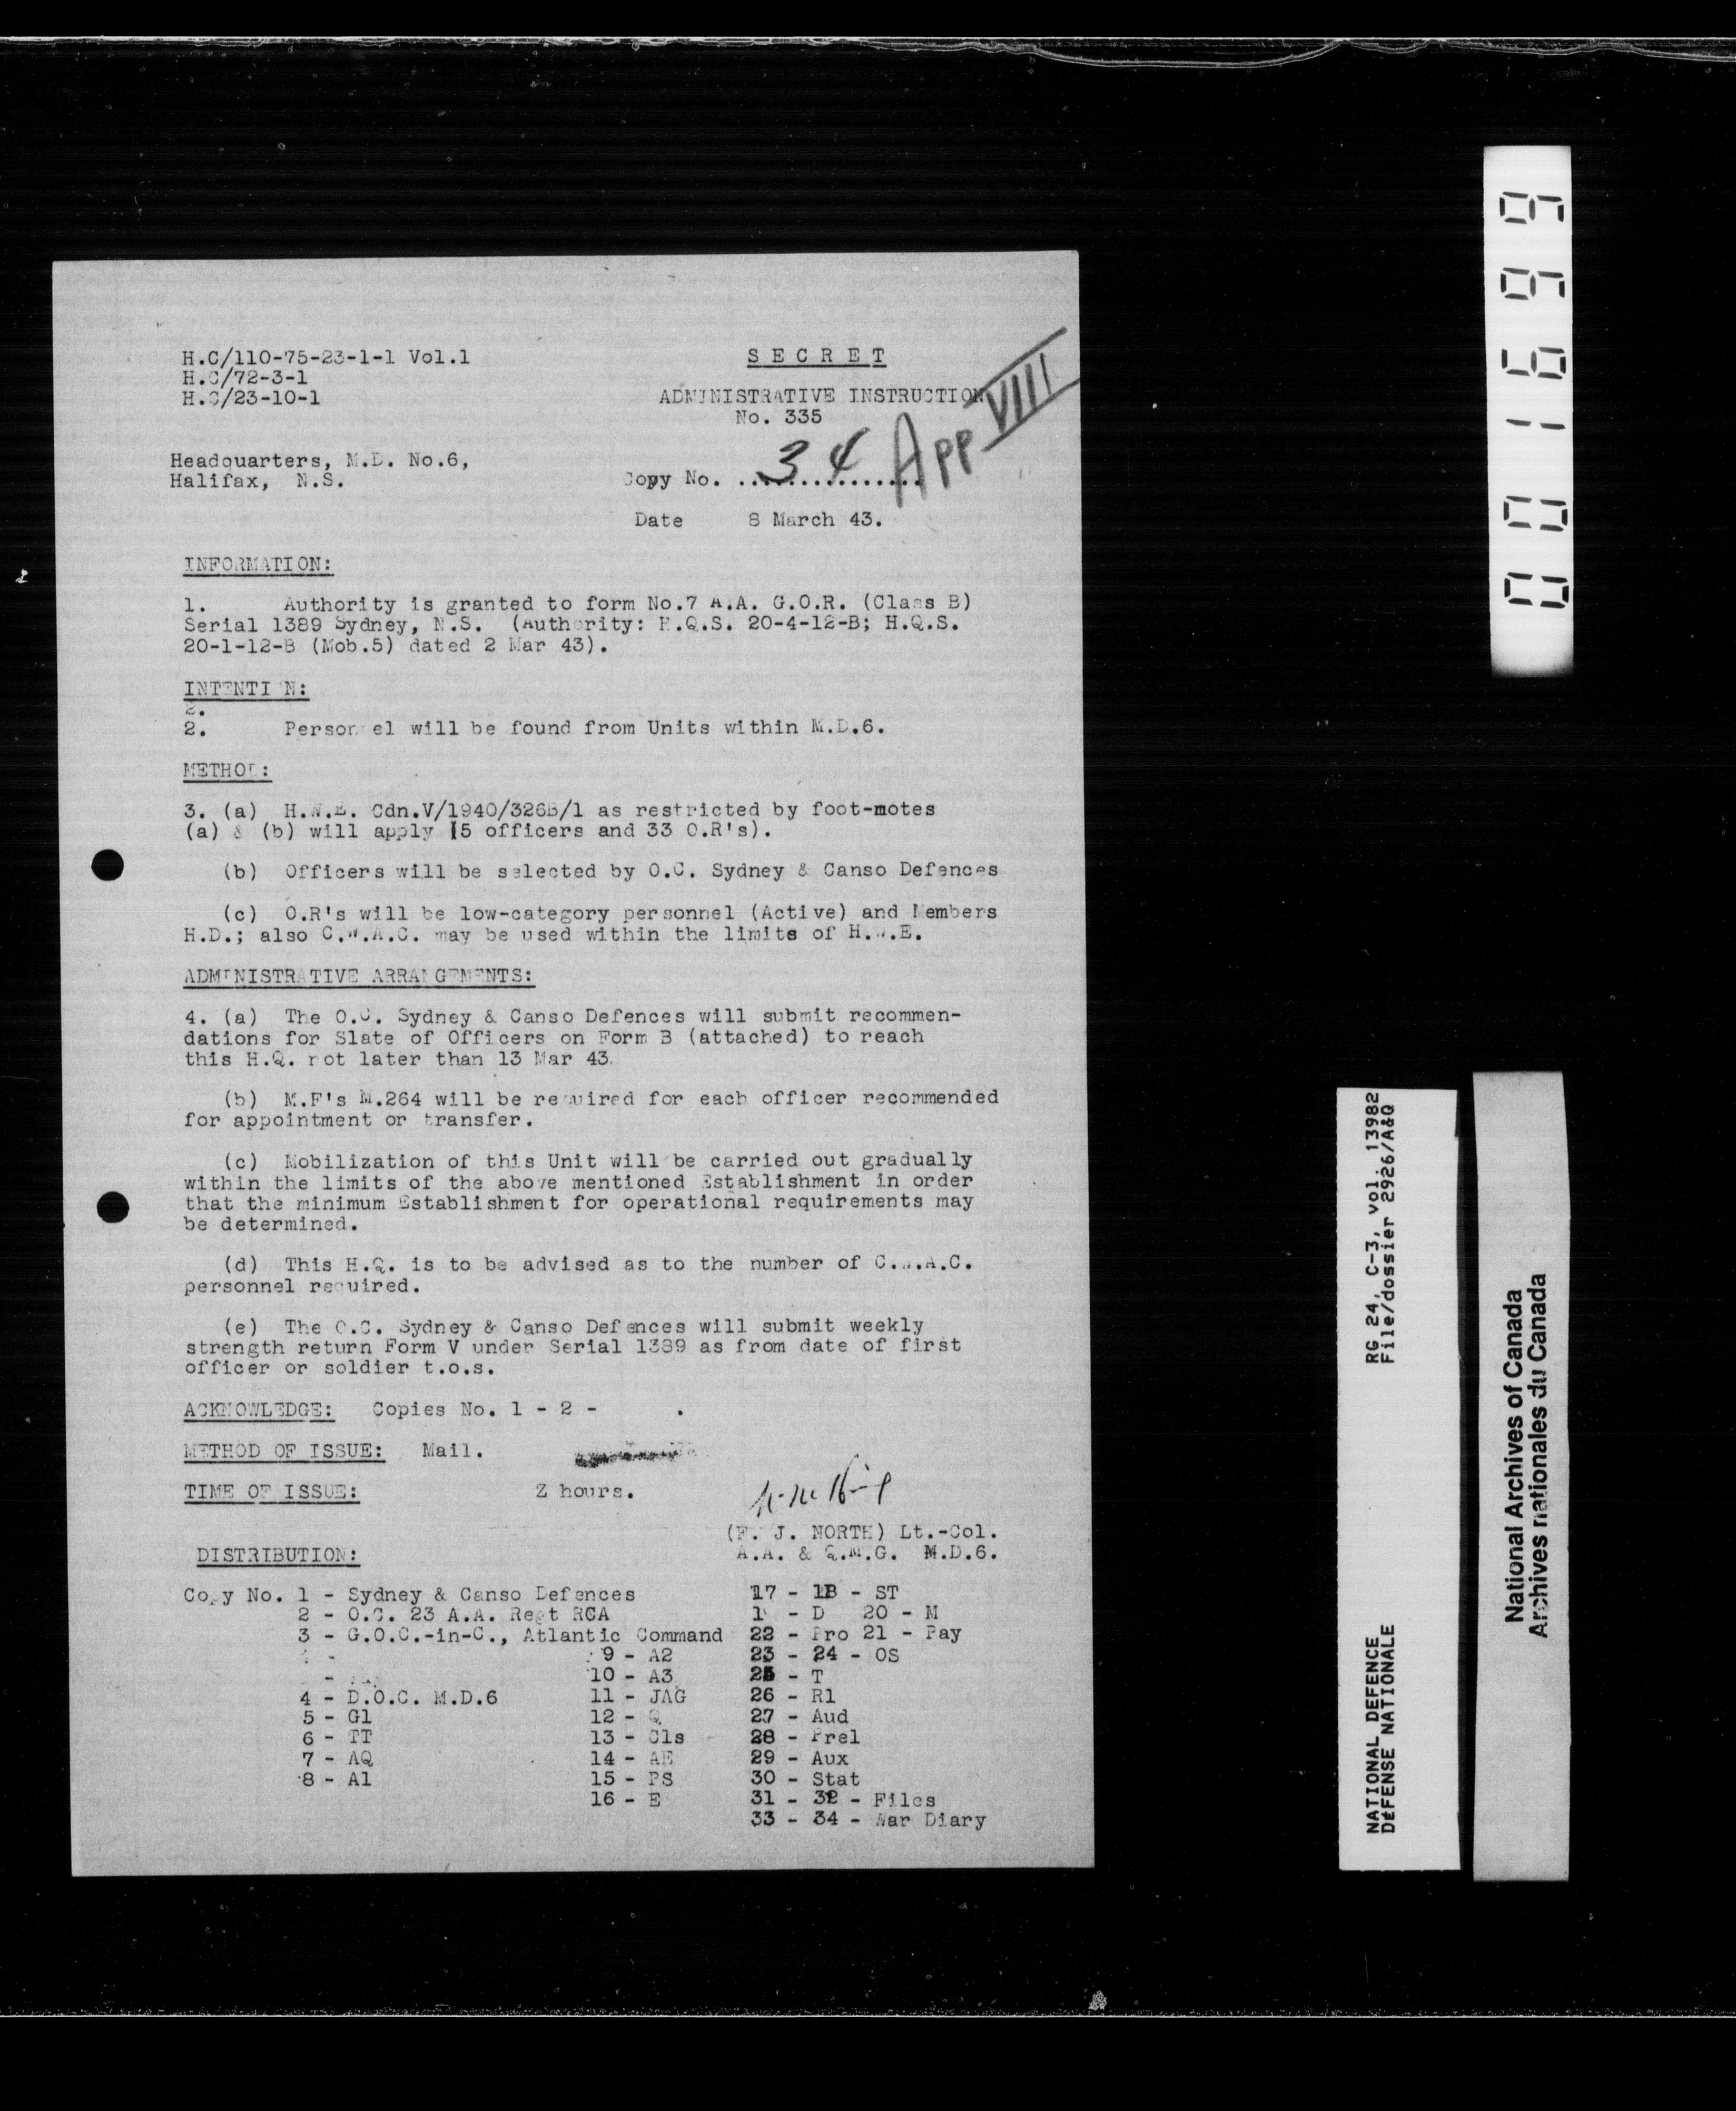 H.C/110-75-23-1-1 Vol.1
H.C/72-3-1
H.C/23-10-1
SECRET
ADMINISTRATIVE INSTRUCTION
No. 335
App VIIII
Headquarters, M.D. No.6,
Halifax, N.S.
Copy No. 34
Date 8 March 43.
INFORMATION:
1. Authority is granted to form No.7 A.A. G.O.R. (Class B)
Serial 1389 Sydney, N.S. (Authority: H.Q.S. 20-4-12-B; H.Q.S.
20-1-12-B (Mob.5) dated 2 Mar 43).
INTENTION:
2.
2. Personnel will be found from Units within M.D.6.
METHOD:
3. (a) H.W.E. Cdn.V/1940/326B/1 as restricted by foot-motes
(a) & (b) will apply (5 officers and 33 O.R's).
(b) Officers will be selected by O.C. Sydney & Canso Defences
(c) O.R's will be low-category personnel (Active) and Members
H.D.; also C.W.A.C. may be used within the limits of H.W.E.
ADMINISTRATIVE ARRANGEMENTS:
4. (a) The O.C. Sydney & Canso Defences will submit recommen-
dations for Slate of Officers on Form B (attached) to reach
this H.Q. not later than 13 Mar 43.
(b) M.F's M.264 will be required for each officer recommended
for appointment or transfer.
(c) Mobilization of this Unit will be carried out gradually
within the limits of the above mentioned Establishment in order
that the minimum Establishment for operational requirements may
be determined.
(d) This H.Q. is to be advised as to the number of C.W.A.C.
personnel required.
(e) The O.C. Sydney & Canso Defences will submit weekly
strength return Form V under Serial 1389 as from date of first
officer or soldier t.o.s.
ACKNOWLEDGE: Copies No. 1 - 2 - .
METHOD OF ISSUE: Mail.
TIME OF ISSUE: Z hours.
(F. J. NORTH) Lt.-Col.
A.A. & Q.M.G. M.D.6.
DISTRIBUTION:
Copy No. 1 - Sydney & Canso Defences
2 - O.C. 23 A.A. Regt RCA
3 - G.O.C.-in-C., Atlantic Command
4 - D.O.C. M.D.6
5 - G1
6 - TT
7 - AQ
8 - A1
9 - A2
10 - A3
11 - JAG
12 - Q
13 - Cls
14 - AE
15 - PS
16 - E
17 - 18 - ST
- D 20 - M
22 - Pro 21 - Pay
23 - 24 - OS
25 - T
26 - R1
27 - Aud
28 - Prel
29 - Aux
30 - Stat
31 - 32 - Files
33 - 34 - War Diary
001699
RG 24, C-3, vol. 13982
File/dossier 2926/A&Q
NATIONAL DEFENCE
DÉFENSE NATIONALE
National Archives of Canada
Archives nationales du Canada